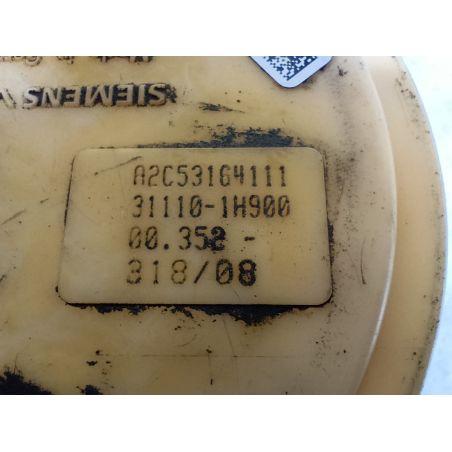 SIEMENS V
A2C53164111
31110-1H900
00.352 -
318/08